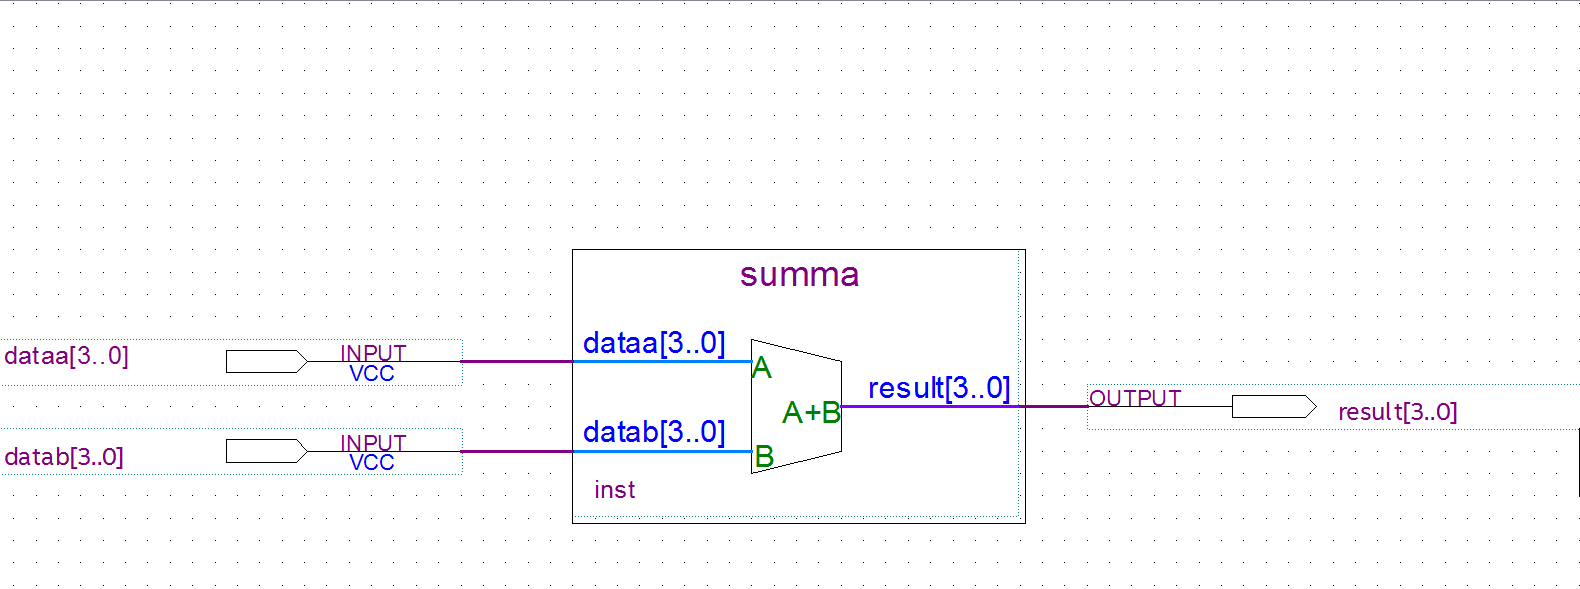 summa
dataa[3..0]
INPUT
VCC
dataa[3..0]
A
result[3..0]
A+B
OUTPUT
result[3..0]
datab[3..0]
INPUT
VCC
datab[3..0]
B
inst